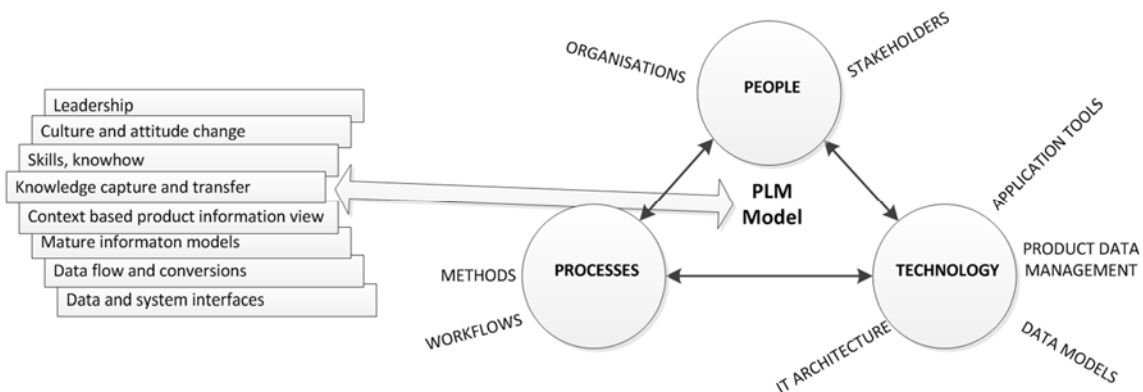 Leadership
Culture and attitude change
Skills, knowhow
Knowledge capture and transfer
Context based product information view
Mature informaton models
Data flow and conversions
Data and system interfaces
ORGANISATIONS
STAKEHOLDERS
PEOPLE
PLM
Model
PROCESSES
METHODS
WORKFLOWS
TECHNOLOGY
APPLICATION TOOLS
PRODUCT DATA
MANAGEMENT
DATA MODELS
IT ARCHITECTURE